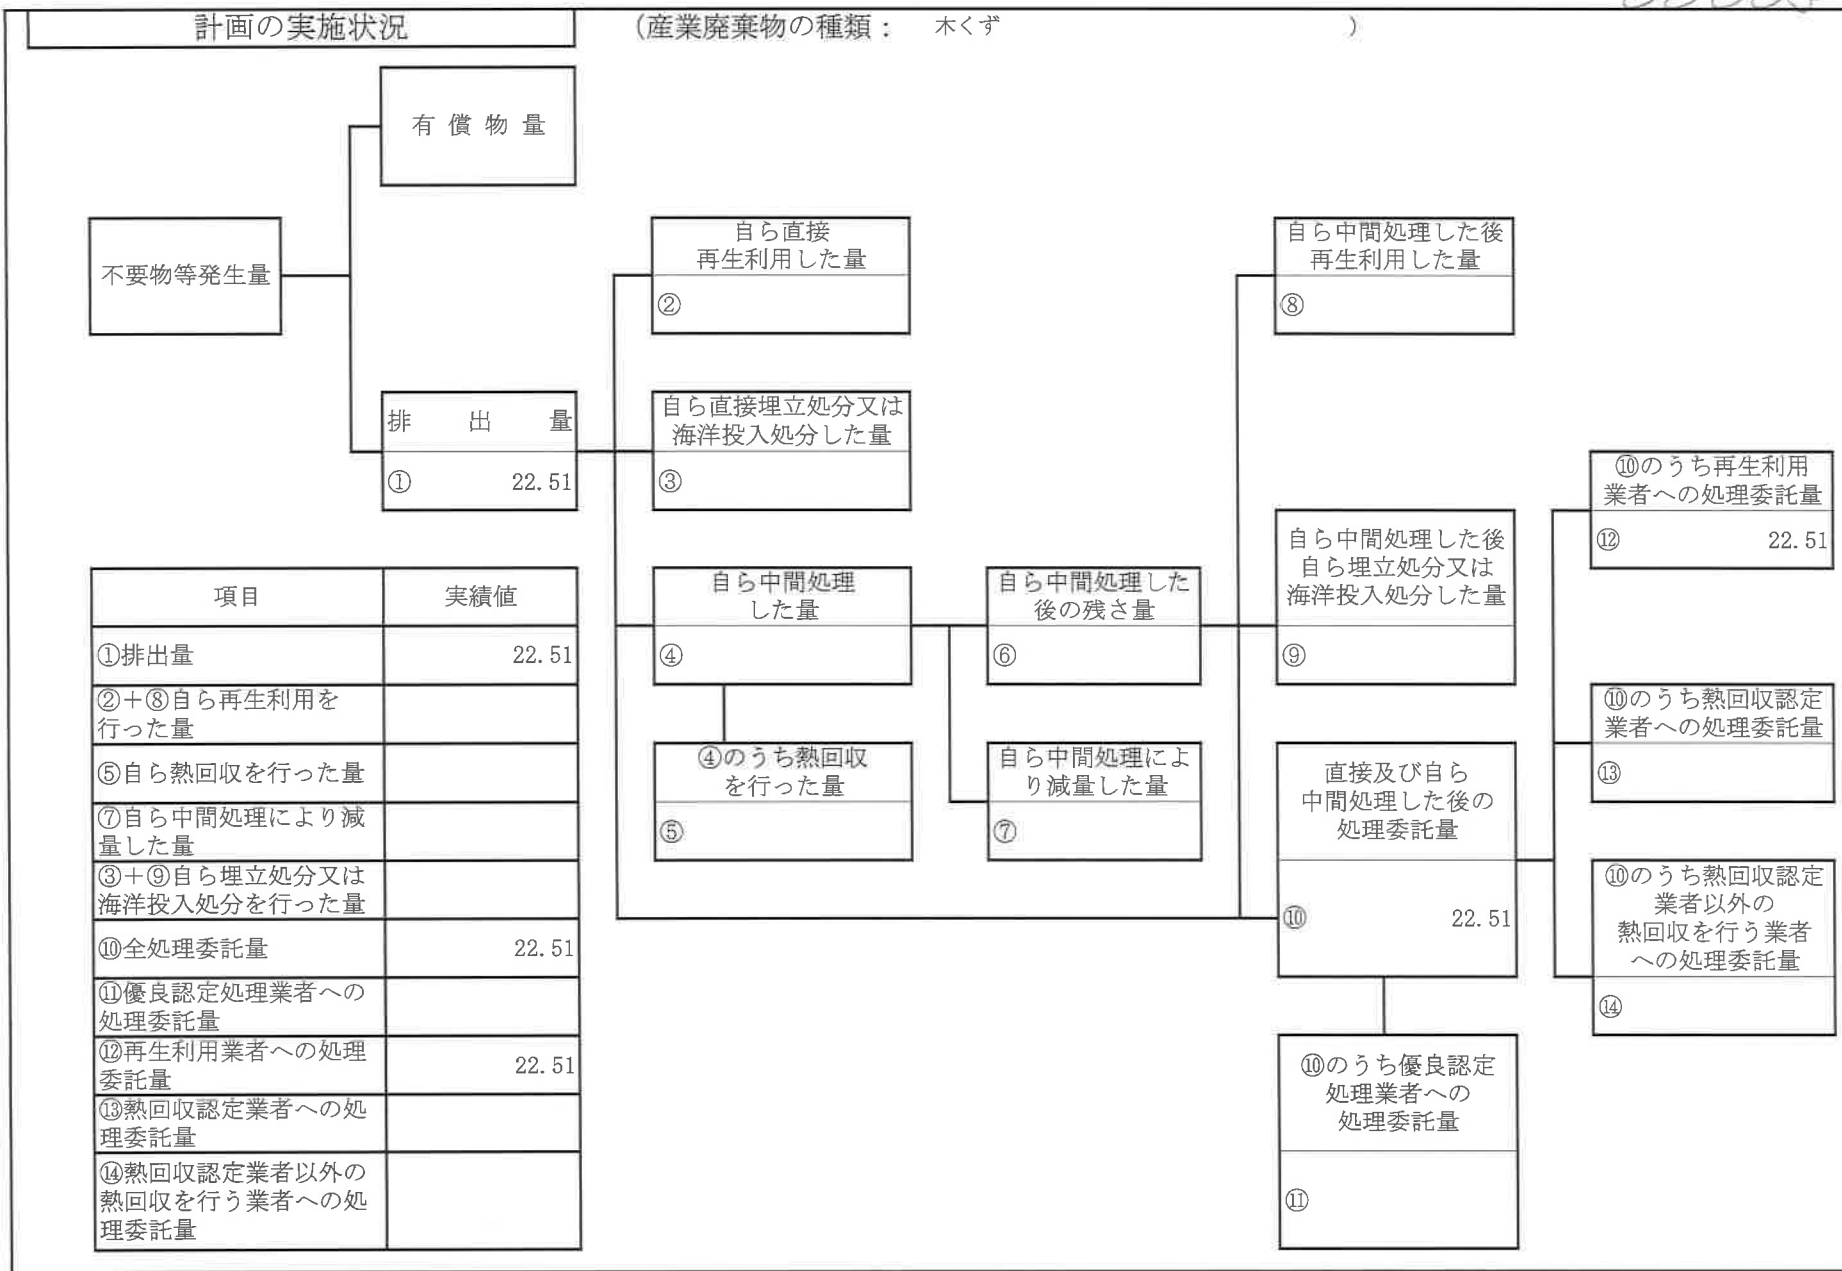 計画の実施状況
（産業廃棄物の種類： 木くず ）
有償物量
不要物等発生量
排出量
① 22.51
自ら直接
再生利用した量
②
自ら直接埋立処分又は
海洋投入処分した量
③
自ら中間処理
した量
④
④のうち熱回収
を行った量
⑤
自ら中間処理した
後の残さ量
⑥
自ら中間処理によ
り減量した量
⑦
自ら中間処理した後
再生利用した量
⑧
自ら中間処理した後
自ら埋立処分又は
海洋投入処分した量
⑨
直接及び自ら
中間処理した後の
処理委託量
⑩ 22.51
⑩のうち優良認定
処理業者への
処理委託量
⑪
⑩のうち再生利用
業者への処理委託量
⑫ 22.51
⑩のうち熱回収認定
業者への処理委託量
⑬
⑩のうち熱回収認定
業者以外の
熱回収を行う業者
への処理委託量
⑭
項目 実績値
①排出量 22.51
②＋⑧自ら再生利用を
行った量
⑤自ら熱回収を行った量
⑦自ら中間処理により減
量した量
③＋⑨自ら埋立処分又は
海洋投入処分を行った量
⑩全処理委託量 22.51
⑪優良認定処理業者への
処理委託量
⑫再生利用業者への処理
委託量 22.51
⑬熱回収認定業者への処
理委託量
⑭熱回収認定業者以外の
熱回収を行う業者への処
理委託量